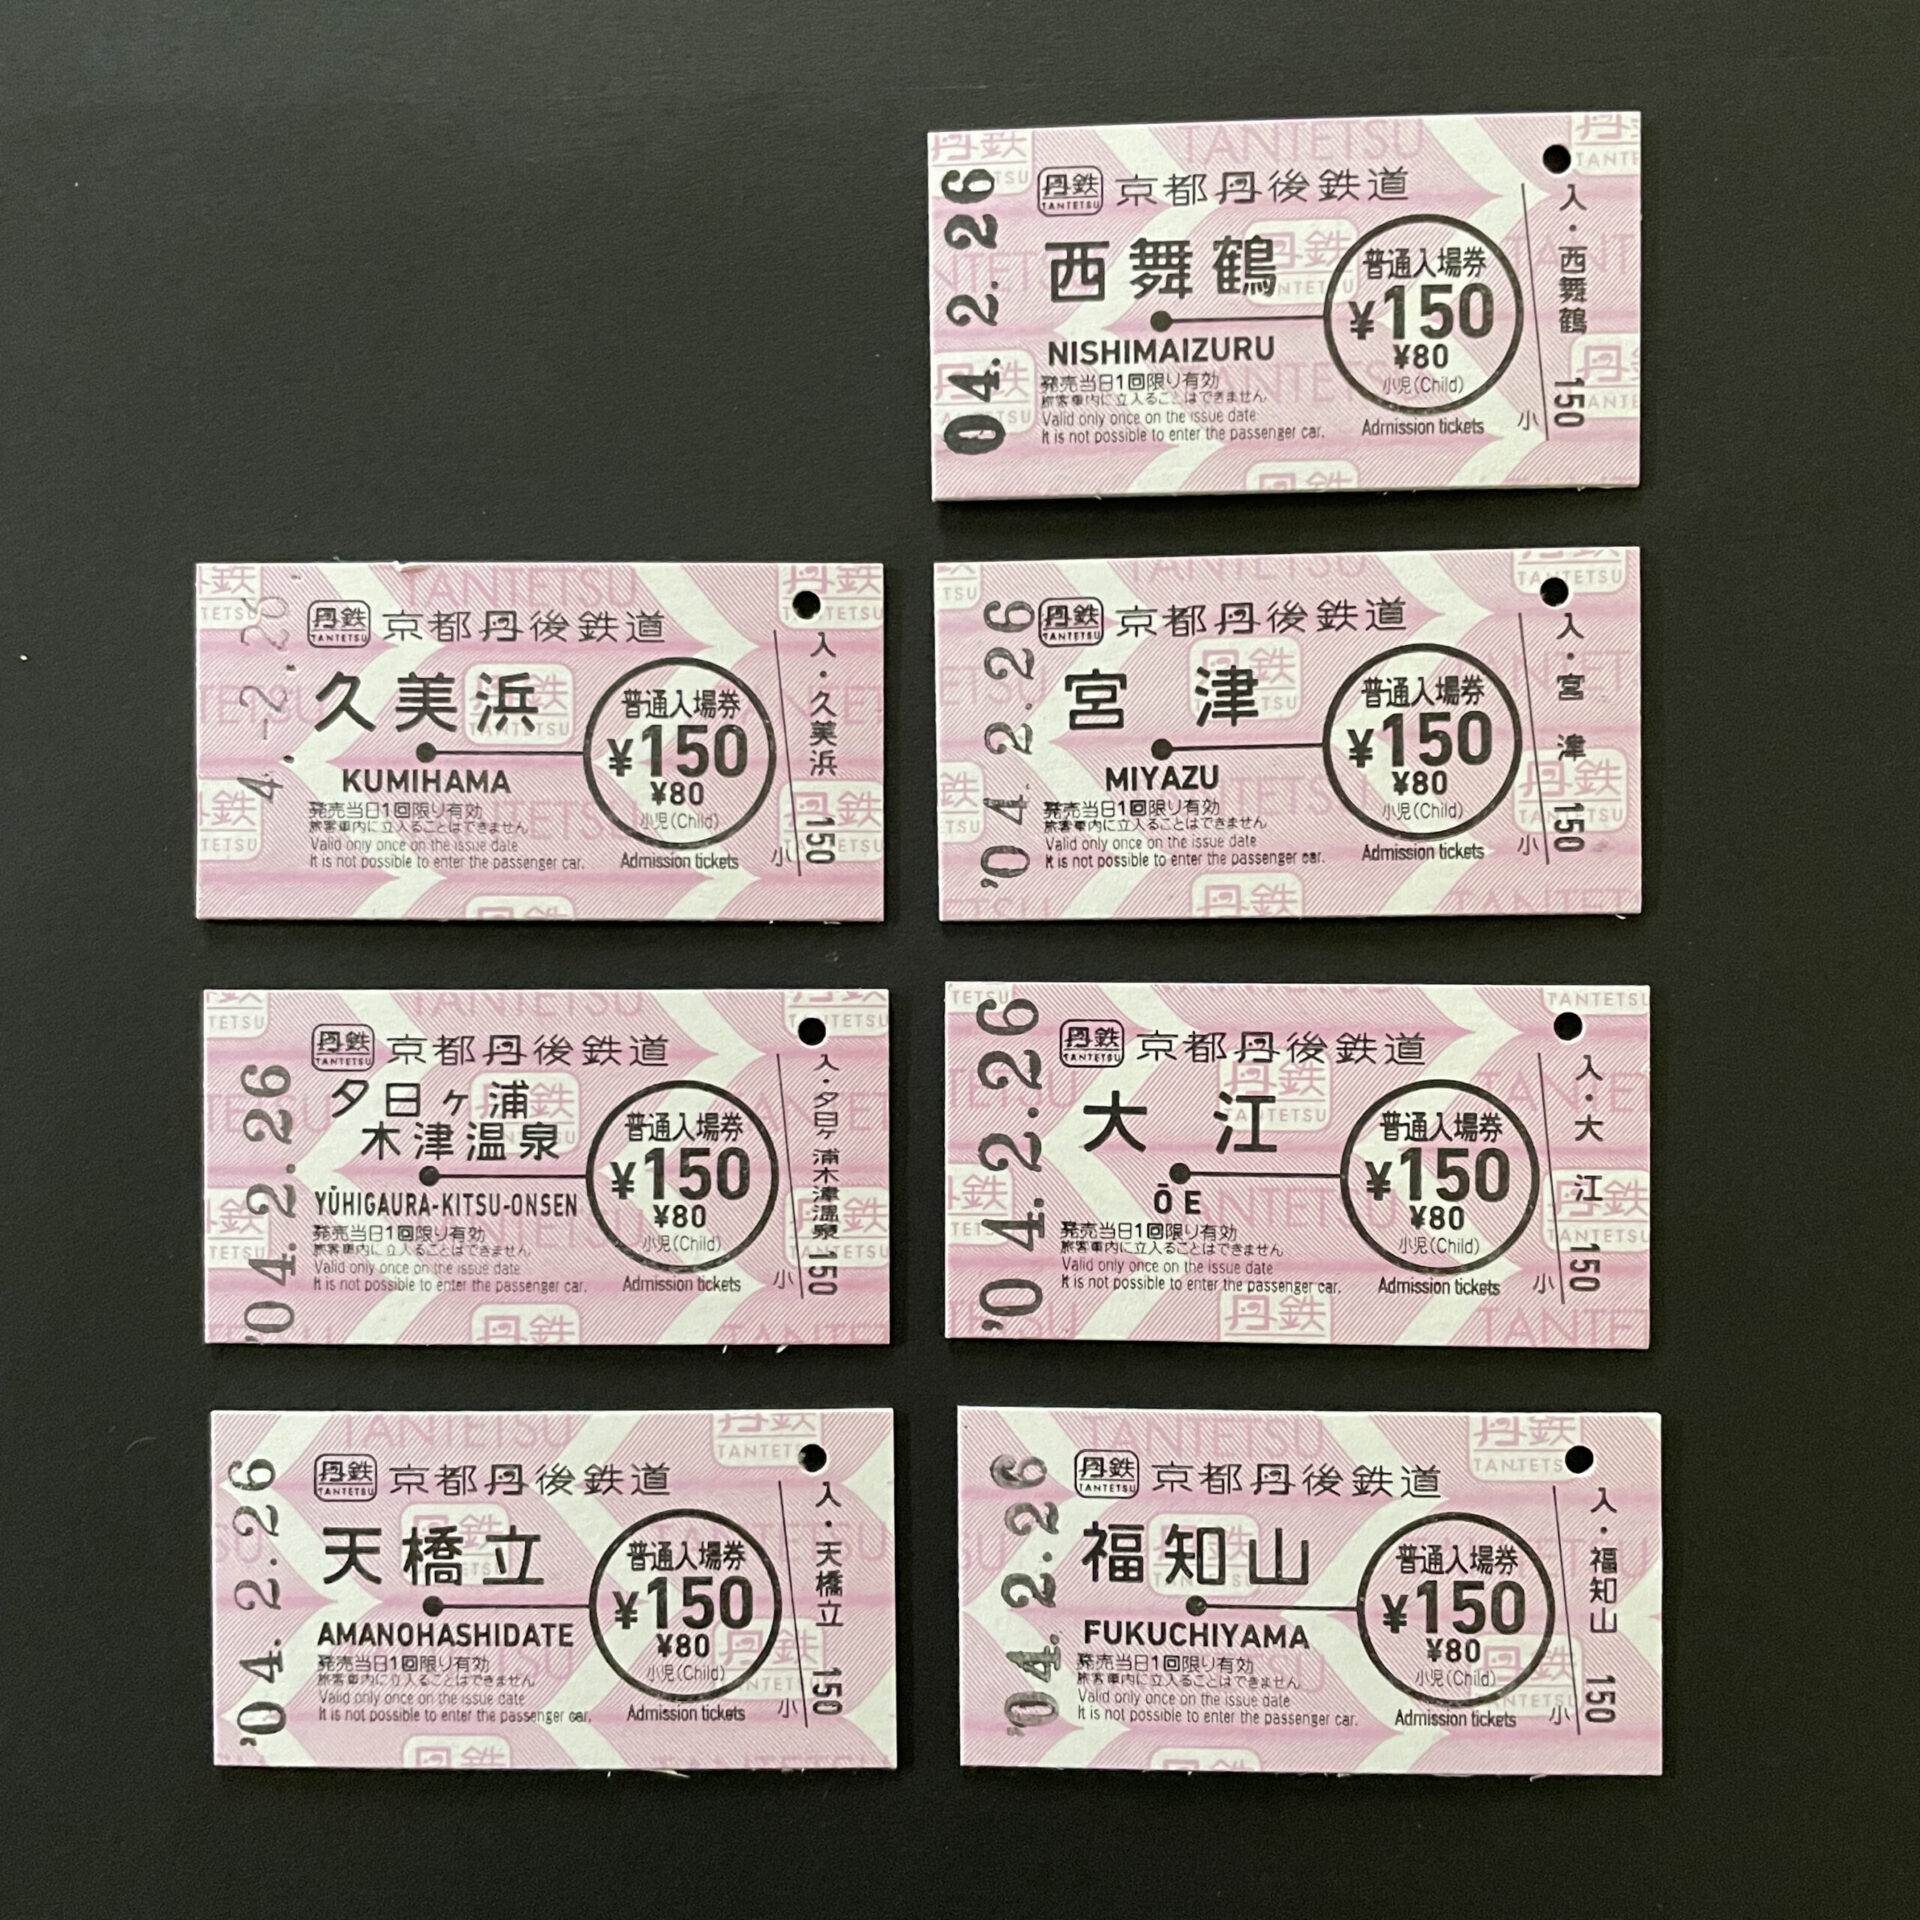 04.2.26
丹鉄
TANTETSU
京都丹後鉄道
西舞鶴
NISHIMAIZURU
普通入場券
¥150
¥80
小児(Child)
発売当日1回限り有効
旅客車内に立入ることはできません
Valid only once on the issue date
It is not possible to enter the passenger car.
Admission tickets
小
入・西舞鶴
150
4.-2.26
丹鉄
TANTETSU
京都丹後鉄道
久美浜
KUMIHAMA
普通入場券
¥150
¥80
小児(Child)
発売当日1回限り有効
旅客車内に立入ることはできません
Valid only once on the issue date
It is not possible to enter the passenger car.
Admission tickets
小
入・久美浜
150
'04.2.26
丹鉄
TANTETSU
京都丹後鉄道
宮津
MIYAZU
普通入場券
¥150
¥80
小児(Child)
発売当日1回限り有効
旅客車内に立入ることはできません
Valid only once on the issue date
It is not possible to enter the passenger car.
Admission tickets
小
入・宮津
150
'04.2.26
丹鉄
TANTETSU
京都丹後鉄道
夕日ヶ浦
木津温泉
YŪHIGAURA-KITSU-ONSEN
普通入場券
¥150
¥80
小児(Child)
発売当日1回限り有効
旅客車内に立入ることはできません
Valid only once on the issue date
It is not possible to enter the passenger car.
Admission tickets
小
入・夕日ヶ浦木津温泉
150
'04.2.26
丹鉄
TANTETSU
京都丹後鉄道
大江
ŌE
普通入場券
¥150
¥80
小児(Child)
発売当日1回限り有効
旅客車内に立入ることはできません
Valid only once on the issue date
It is not possible to enter the passenger car.
Admission tickets
小
入・大江
150
'04.2.26
丹鉄
TANTETSU
京都丹後鉄道
天橋立
AMANOHASHIDATE
普通入場券
¥150
¥80
小児(Child)
発売当日1回限り有効
旅客車内に立入ることはできません
Valid only once on the issue date
It is not possible to enter the passenger car.
Admission tickets
小
入・天橋立
150
'04.2.26
丹鉄
TANTETSU
京都丹後鉄道
福知山
FUKUCHIYAMA
普通入場券
¥150
¥80
小児(Child)
発売当日1回限り有効
旅客車内に立入ることはできません
Valid only once on the issue date
It is not possible to enter the passenger car.
Admission tickets
小
入・福知山
150